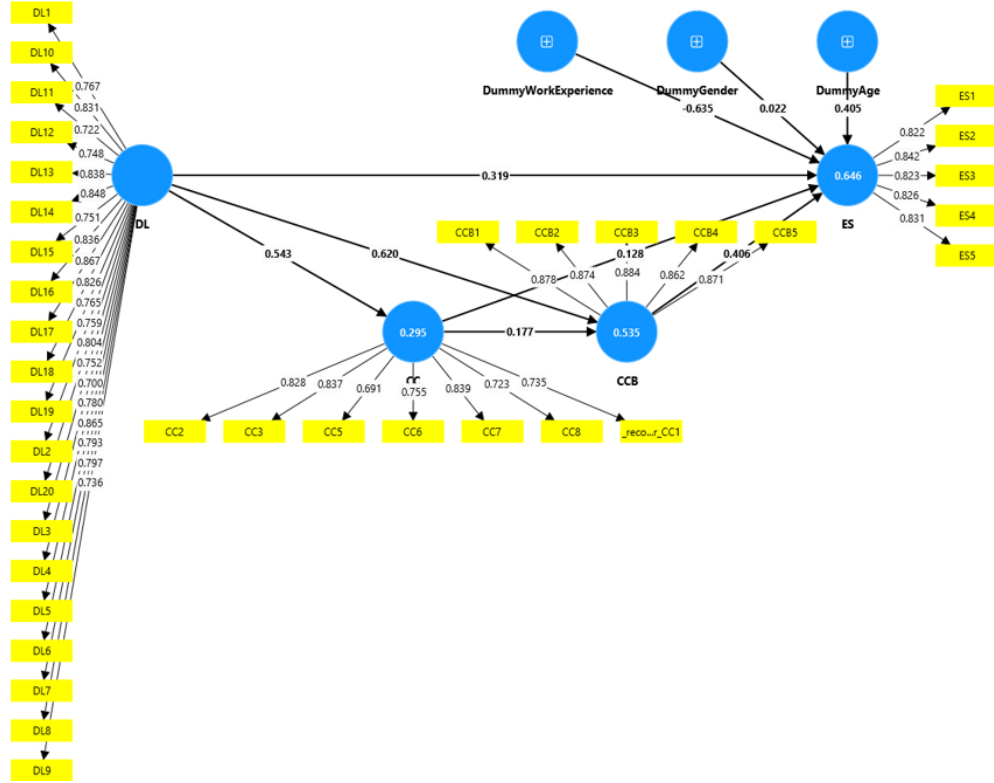 DL1
DL10
DL11
DL12
DL13
DL14
DL15
DL16
DL17
DL18
DL19
DL2
DL20
DL3
DL4
DL5
DL6
DL7
DL8
DL9
0.767
0.831
0.722
0.748
0.838
0.848
0.751
0.836
0.867
0.826
0.765
0.759
0.804
0.752
0.700
0.780
0.865
0.793
0.797
0.736
DL
DummyWorkExperience
DummyGender
DummyAge
-0.635
0.022
0.405
0.319
0.543
0.620
0.128
0.406
0.177
0.646
ES
ES1
ES2
ES3
ES4
ES5
0.822
0.842
0.823
0.826
0.831
CCB1
CCB2
CCB3
CCB4
CCB5
0.878
0.874
0.884
0.862
0.871
0.295
CC
0.535
CCB
0.828
0.837
0.691
0.755
0.839
0.723
0.735
CC2
CC3
CC5
CC6
CC7
CC8
_reco...r_CC1